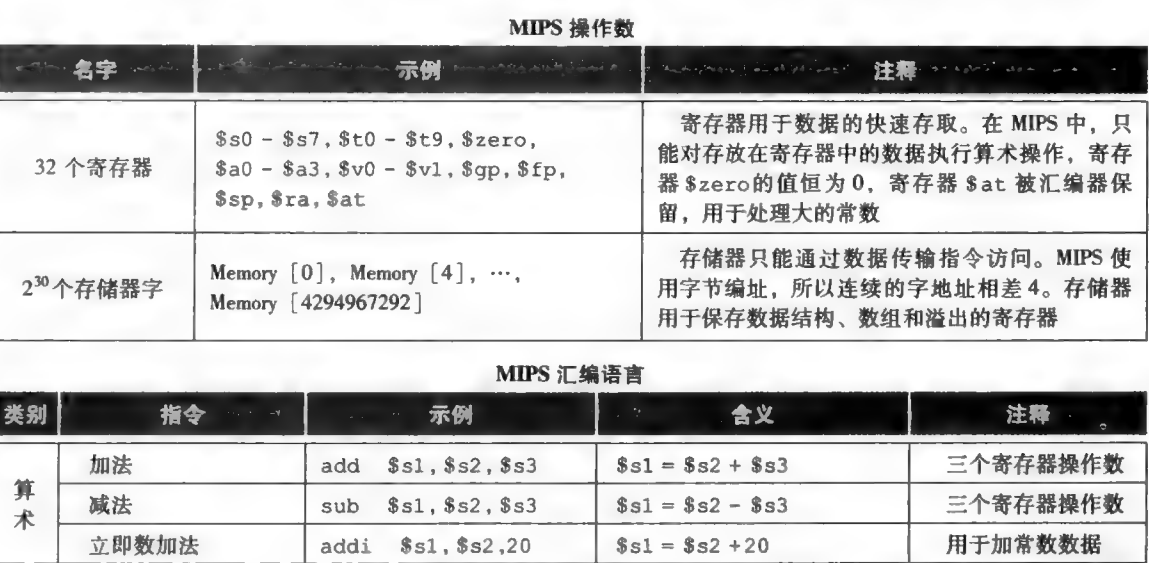 MIPS 操作数
名字 示例 注释
32 个寄存器
$s0 - $s7, $t0 - $t9, $zero,
$a0 - $a3, $v0 - $v1, $gp, $fp,
$sp, $ra, $at
寄存器用于数据的快速存取。在 MIPS 中，只
能对存放在寄存器中的数据执行算术操作，寄存
器 $zero的值恒为 0，寄存器 $at 被汇编器保
留，用于处理大的常数
2³⁰个存储器字
Memory [0], Memory [4], …,
Memory [4294967292]
存储器只能通过数据传输指令访问。MIPS 使
用字节编址，所以连续的字地址相差 4。存储器
用于保存数据结构、数组和溢出的寄存器
MIPS 汇编语言
类别 指令 示例 含义 注释
算术
加法 add $s1, $s2, $s3 $s1 = $s2 + $s3 三个寄存器操作数
减法 sub $s1, $s2, $s3 $s1 = $s2 - $s3 三个寄存器操作数
立即数加法 addi $s1, $s2,20 $s1 = $s2 +20 用于加常数数据